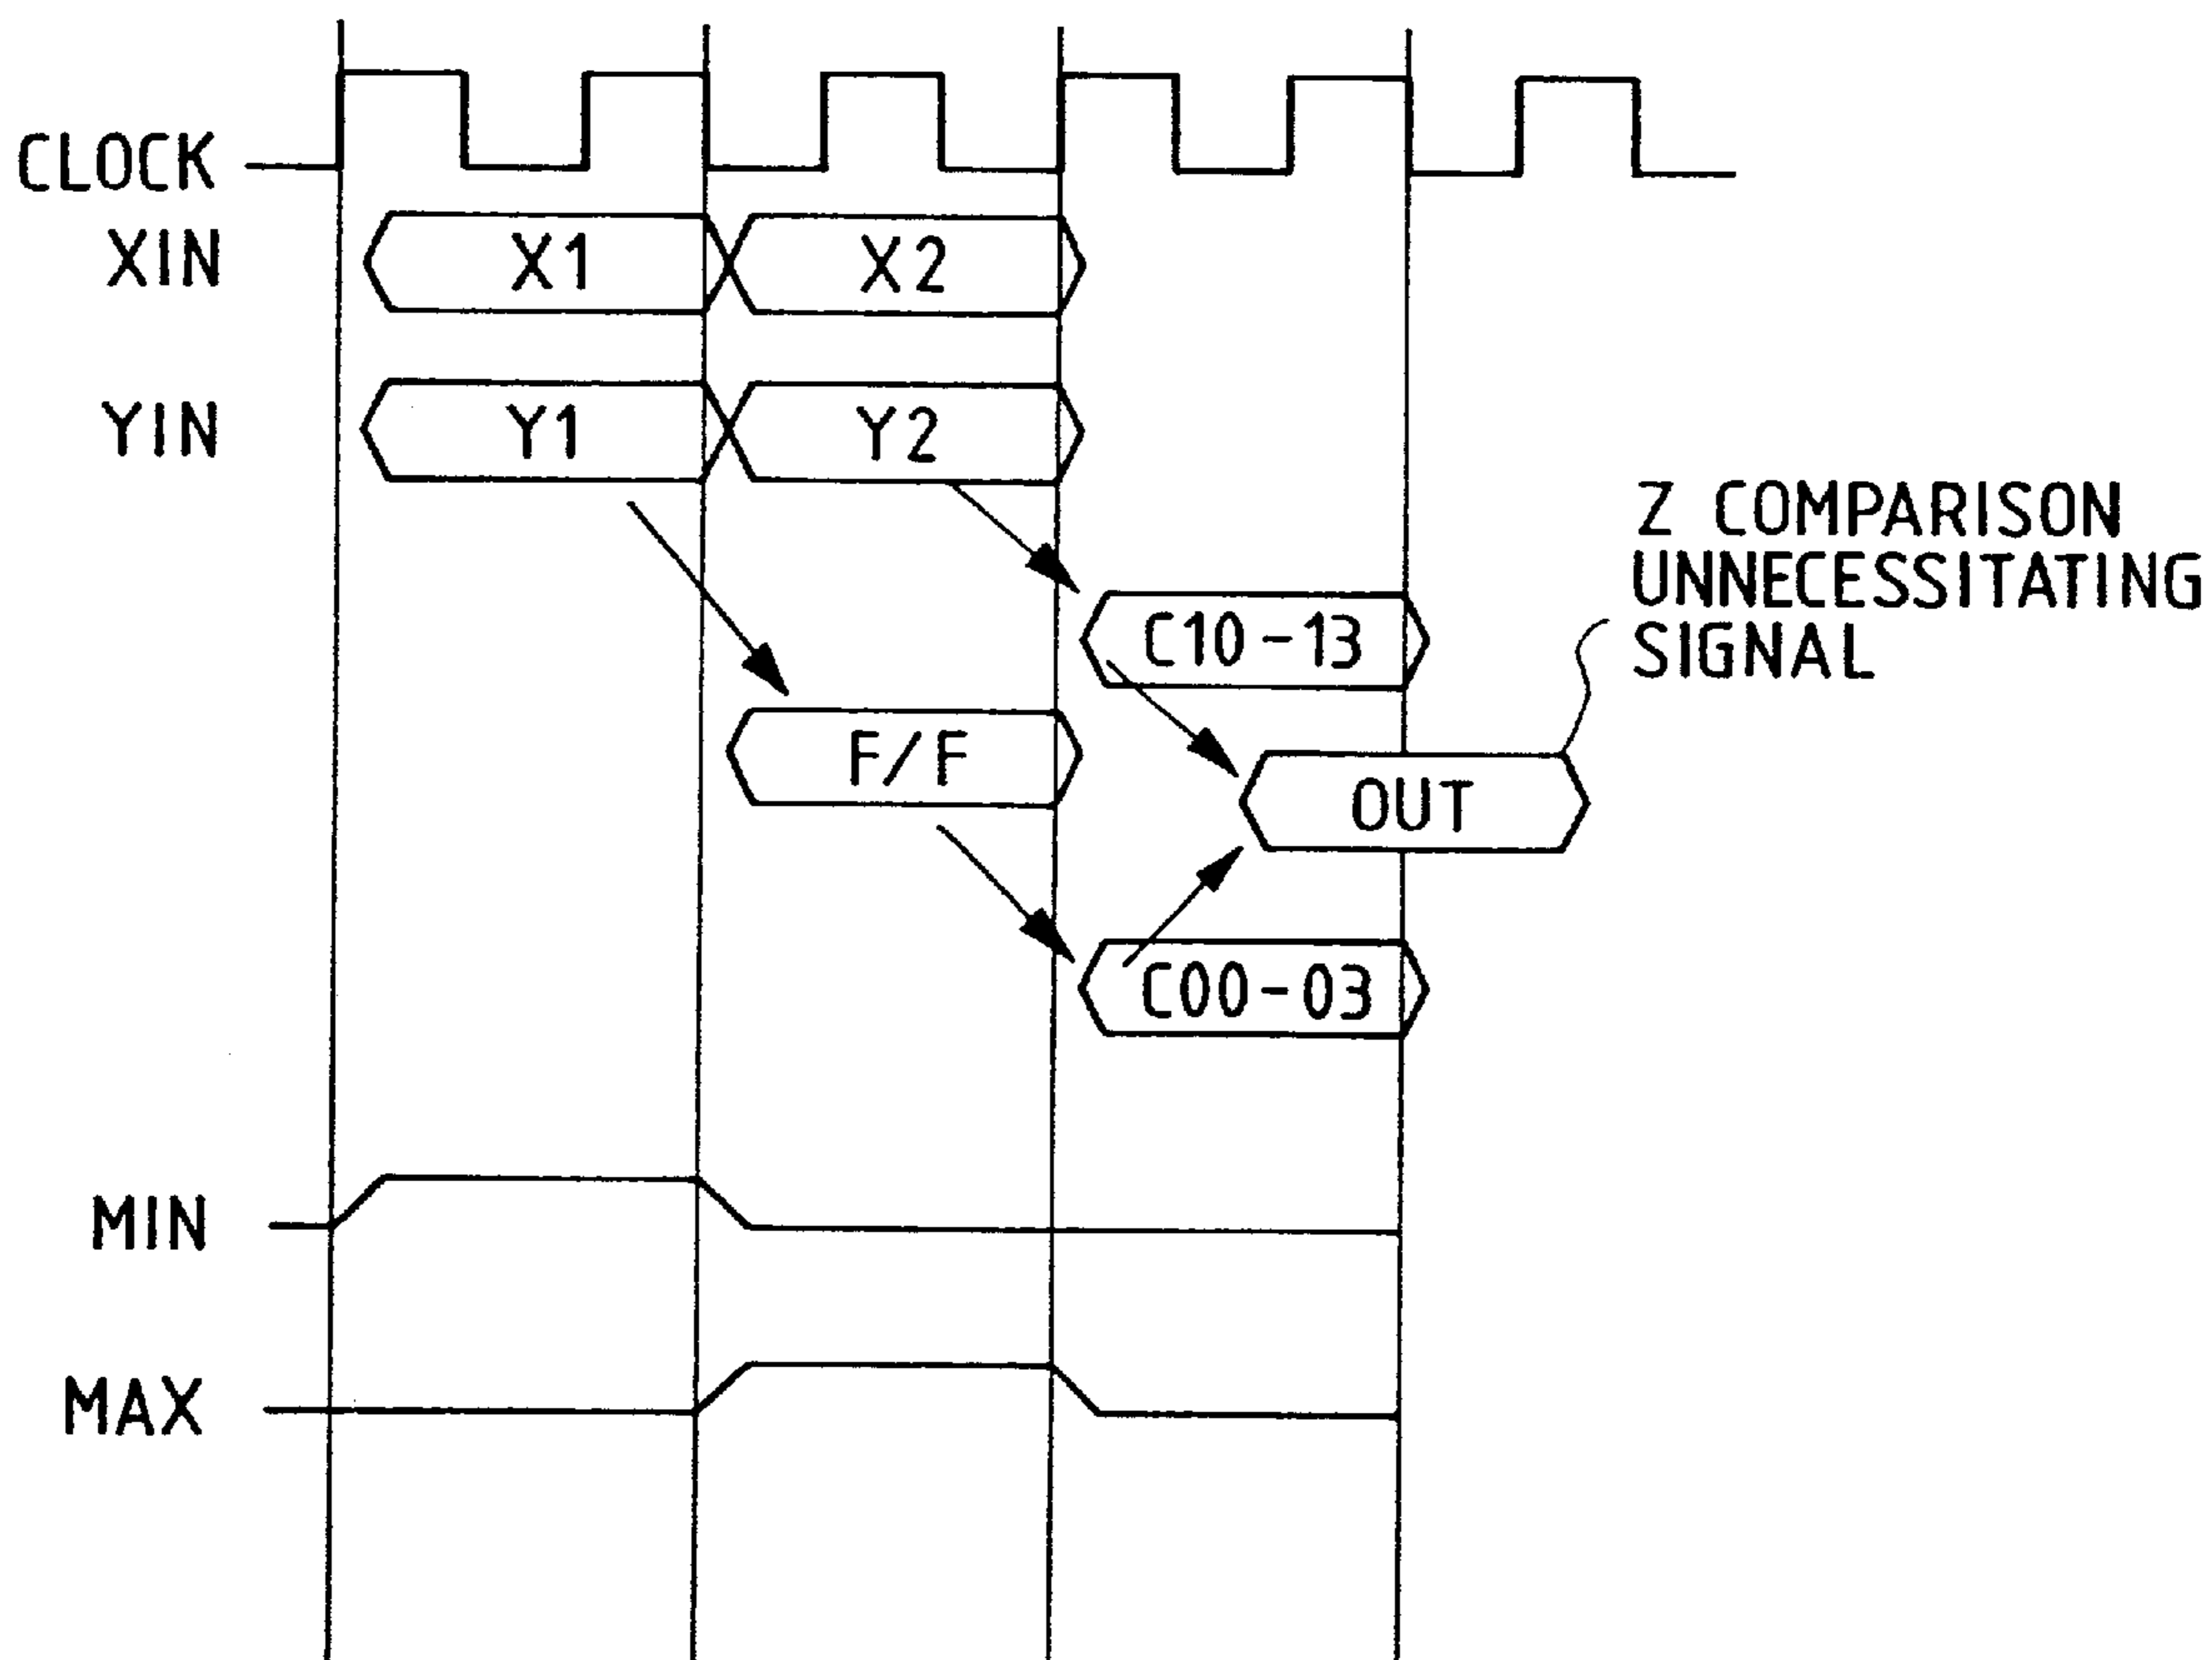 CLOCK
XIN X1 X2
YIN Y1 Y2
Z COMPARISON
UNNECESSITATING
SIGNAL
C10-13
F/F
OUT
C00-03
MIN
MAX